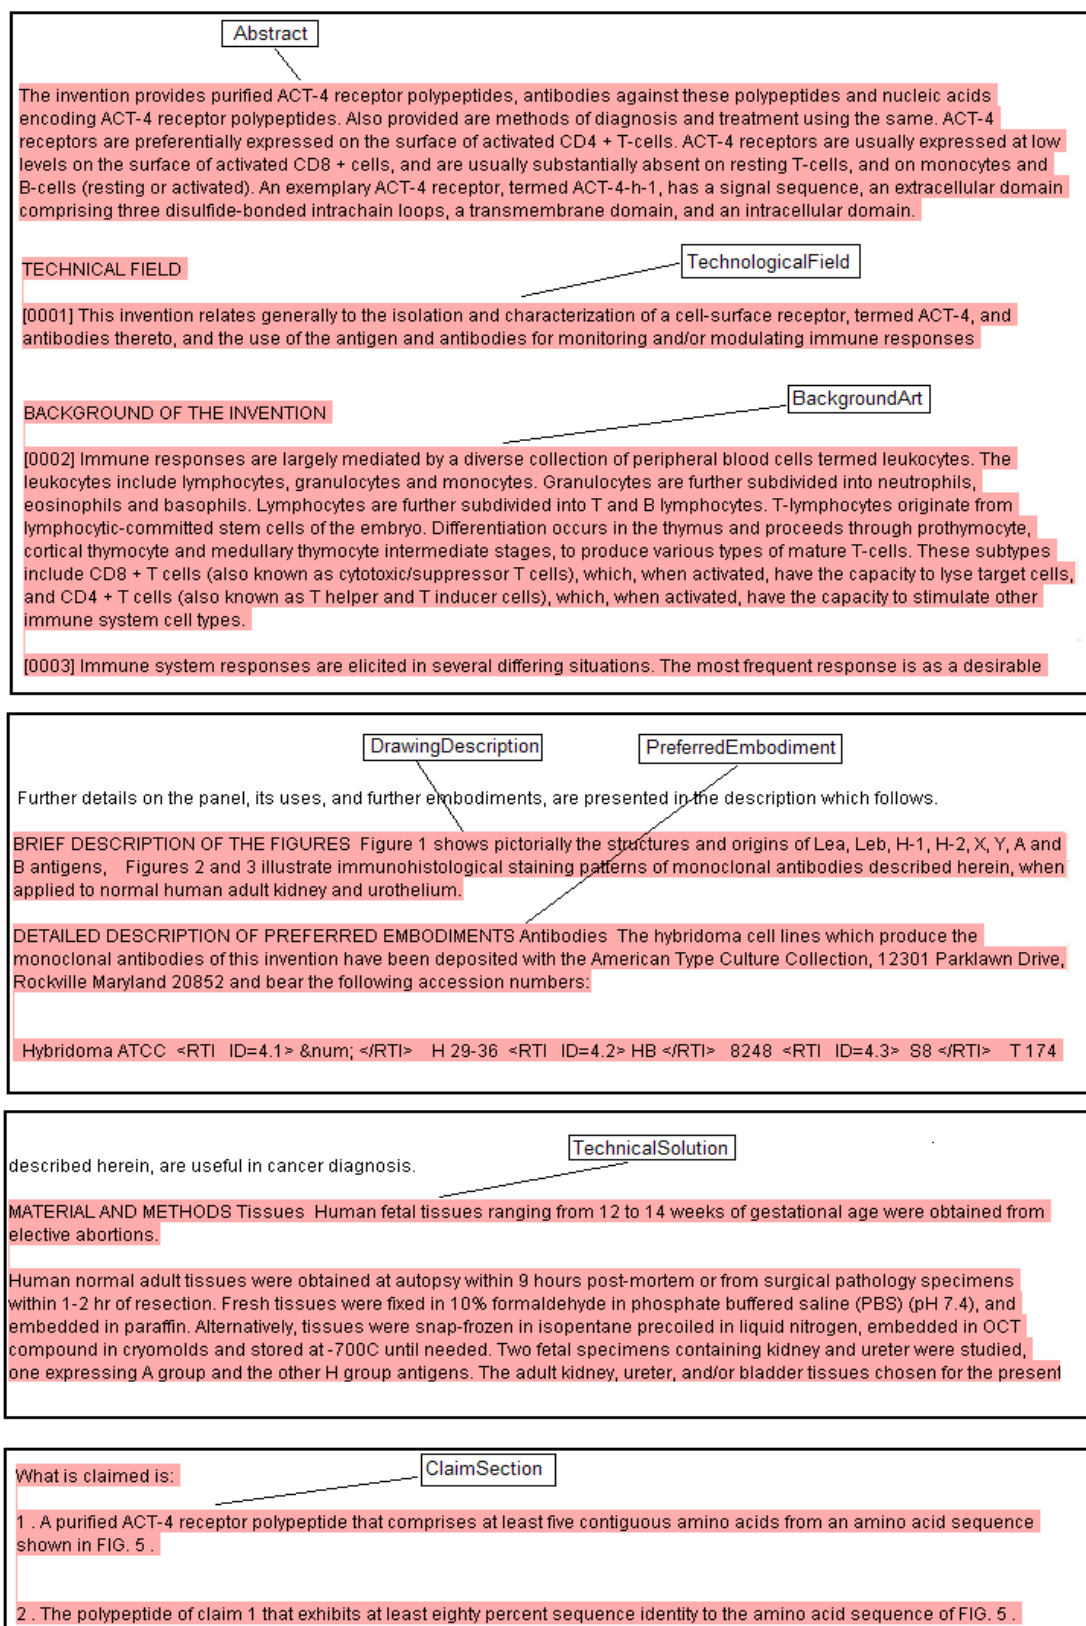 Abstract
The invention provides purified ACT-4 receptor polypeptides, antibodies against these polypeptides and nucleic acids
encoding ACT-4 receptor polypeptides. Also provided are methods of diagnosis and treatment using the same. ACT-4
receptors are preferentially expressed on the surface of activated CD4 + T-cells. ACT-4 receptors are usually expressed at low
levels on the surface of activated CD8 + cells, and are usually substantially absent on resting T-cells, and on monocytes and
B-cells (resting or activated). An exemplary ACT-4 receptor, termed ACT-4-h-1, has a signal sequence, an extracellular domain
comprising three disulfide-bonded intrachain loops, a transmembrane domain, and an intracellular domain.
TechnologicalField
TECHNICAL FIELD
[0001] This invention relates generally to the isolation and characterization of a cell-surface receptor, termed ACT-4, and
antibodies thereto, and the use of the antigen and antibodies for monitoring and/or modulating immune responses
BackgroundArt
BACKGROUND OF THE INVENTION
[0002] Immune responses are largely mediated by a diverse collection of peripheral blood cells termed leukocytes. The
leukocytes include lymphocytes, granulocytes and monocytes. Granulocytes are further subdivided into neutrophils,
eosinophils and basophils. Lymphocytes are further subdivided into T and B lymphocytes. T-lymphocytes originate from
lymphocytic-committed stem cells of the embryo. Differentiation occurs in the thymus and proceeds through prothymocyte,
cortical thymocyte and medullary thymocyte intermediate stages, to produce various types of mature T-cells. These subtypes
include CD8 + T cells (also known as cytotoxic/suppressor T cells), which, when activated, have the capacity to lyse target cells,
and CD4 + T cells (also known as T helper and T inducer cells), which, when activated, have the capacity to stimulate other
immune system cell types.
[0003] Immune system responses are elicited in several differing situations. The most frequent response is as a desirable
DrawingDescription PreferredEmbodiment
Further details on the panel, its uses, and further embodiments, are presented in the description which follows.
BRIEF DESCRIPTION OF THE FIGURES Figure 1 shows pictorially the structures and origins of Lea, Leb, H-1, H-2, X, Y, A and
B antigens, Figures 2 and 3 illustrate immunohistological staining patterns of monoclonal antibodies described herein, when
applied to normal human adult kidney and urothelium.
DETAILED DESCRIPTION OF PREFERRED EMBODIMENTS Antibodies The hybridoma cell lines which produce the
monoclonal antibodies of this invention have been deposited with the American Type Culture Collection, 12301 Parklawn Drive,
Rockville Maryland 20852 and bear the following accession numbers:
Hybridoma ATCC <RTI ID=4.1> &num; </RTI> H 29-36 <RTI ID=4.2> HB </RTI> 8248 <RTI ID=4.3> S8 </RTI> T 174
TechnicalSolution
described herein, are useful in cancer diagnosis.
MATERIAL AND METHODS Tissues Human fetal tissues ranging from 12 to 14 weeks of gestational age were obtained from
elective abortions.
Human normal adult tissues were obtained at autopsy within 9 hours post-mortem or from surgical pathology specimens
within 1-2 hr of resection. Fresh tissues were fixed in 10% formaldehyde in phosphate buffered saline (PBS) (pH 7.4), and
embedded in paraffin. Alternatively, tissues were snap-frozen in isopentane precoiled in liquid nitrogen, embedded in OCT
compound in cryomolds and stored at -700C until needed. Two fetal specimens containing kidney and ureter were studied,
one expressing A group and the other H group antigens. The adult kidney, ureter, and/or bladder tissues chosen for the present
ClaimSection
What is claimed is:
1 . A purified ACT-4 receptor polypeptide that comprises at least five contiguous amino acids from an amino acid sequence
shown in FIG. 5 .
2 . The polypeptide of claim 1 that exhibits at least eighty percent sequence identity to the amino acid sequence of FIG. 5 .